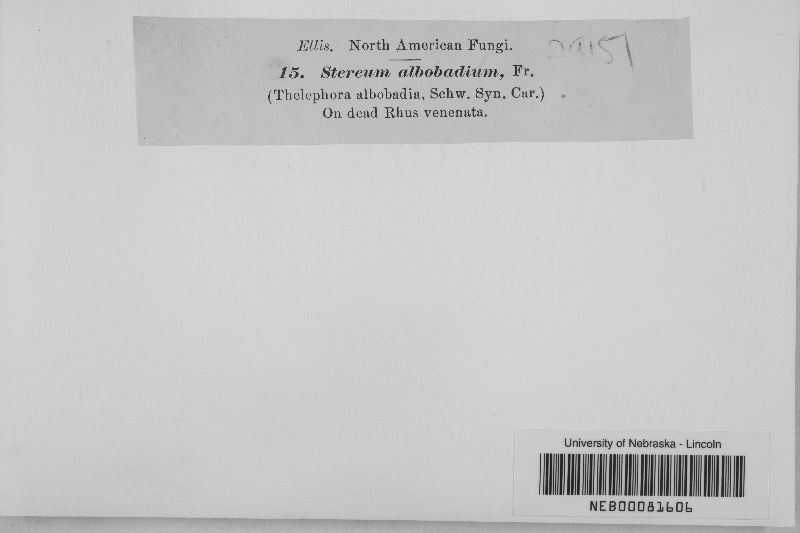 Ellis. North American Fungi.
29157
15. Stereum albobadium, Fr.
(Thelephora albobadia, Schw. Syn. Car.)
On dead Rhus venenata.
University of Nebraska - Lincoln
NEB00081606